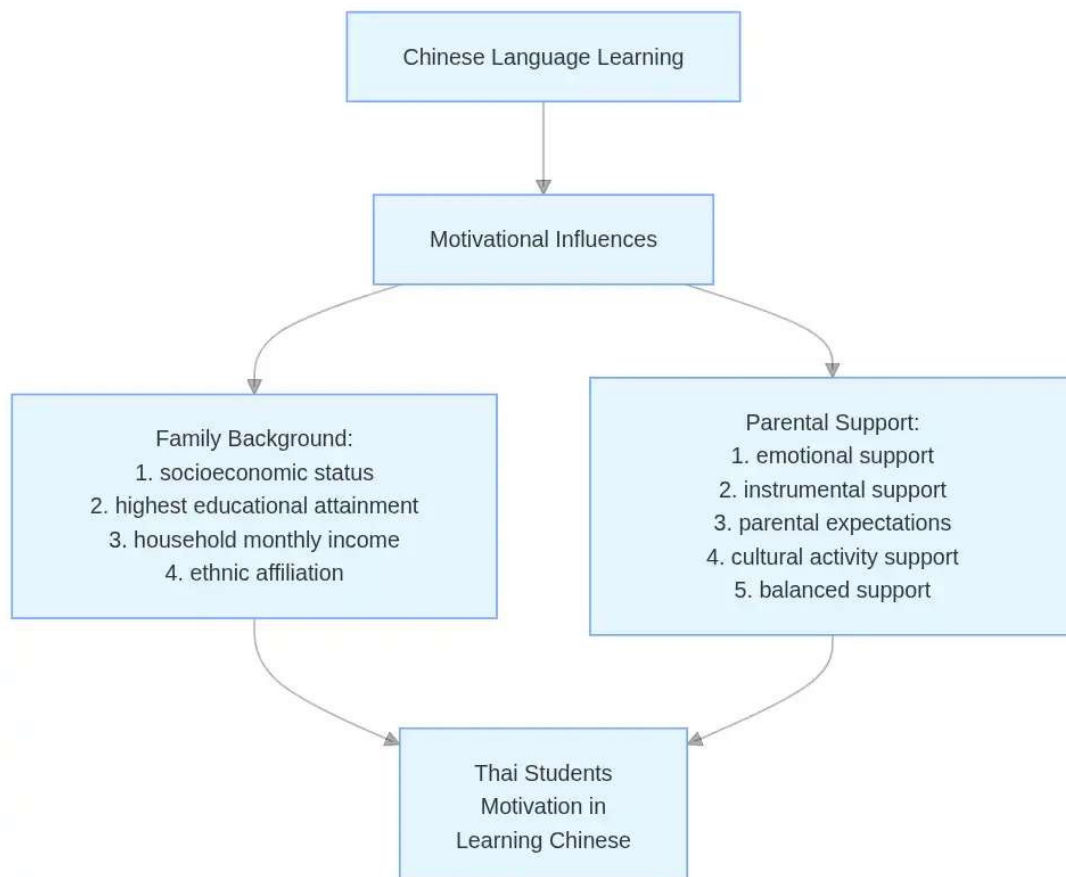 Chinese Language Learning
Motivational Influences
Family Background:
1. socioeconomic status
2. highest educational attainment
3. household monthly income
4. ethnic affiliation
Parental Support:
1. emotional support
2. instrumental support
3. parental expectations
4. cultural activity support
5. balanced support
Thai Students
Motivation in
Learning Chinese